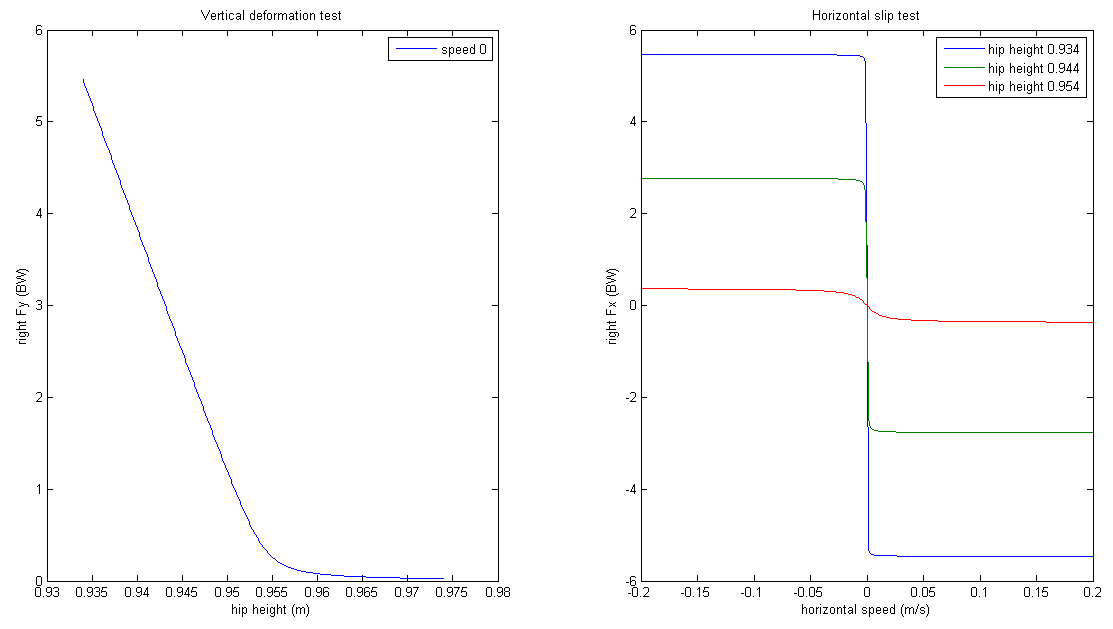 Vertical deformation test
speed 0
6
5
4
3
2
1
0
right Fy (BW)
0.93 0.935 0.94 0.945 0.95 0.955 0.96 0.965 0.97 0.975 0.98
hip height (m)
Horizontal slip test
hip height 0.934
hip height 0.944
hip height 0.954
6
4
2
0
-2
-4
-6
right Fx (BW)
-0.2 -0.15 -0.1 -0.05 0 0.05 0.1 0.15 0.2
horizontal speed (m/s)